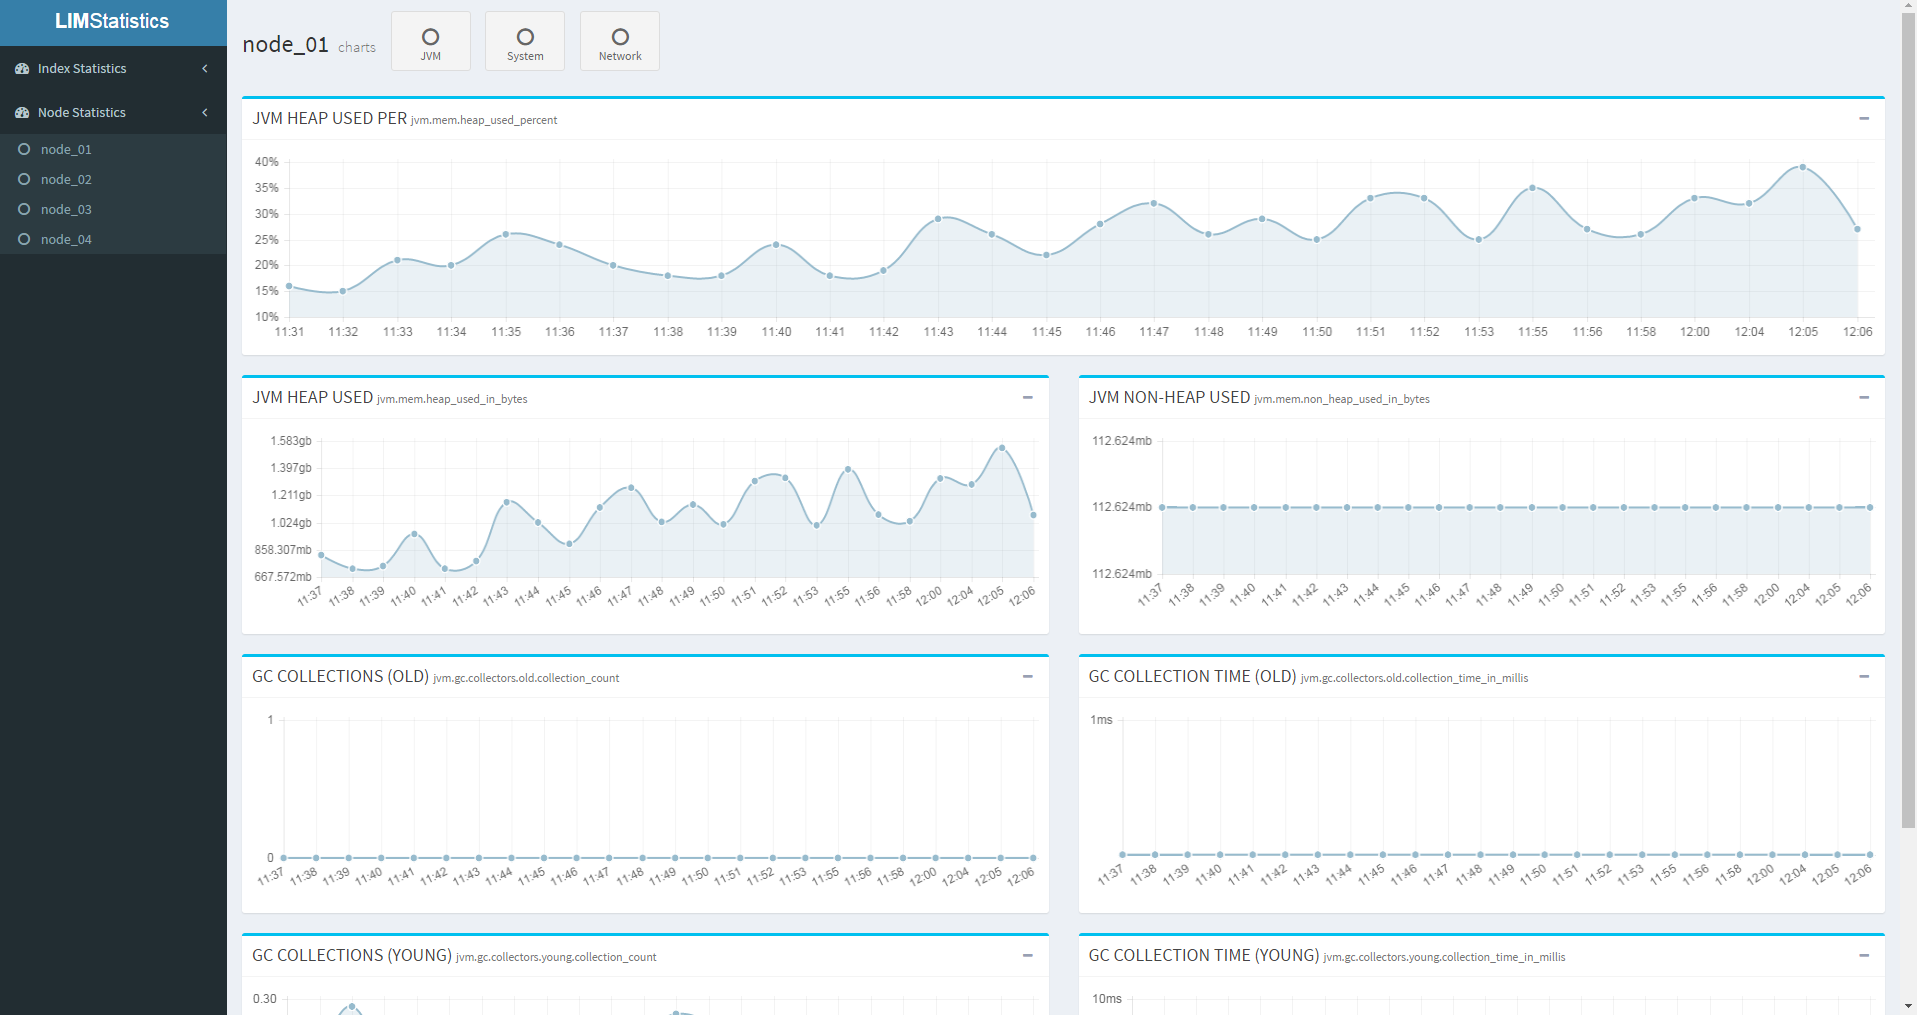 LIMStatistics
Index Statistics
Node Statistics
node_01
node_02
node_03
node_04
node_01 charts
JVM
System
Network
JVM HEAP USED PER jvm.mem.heap_used_percent
40%
35%
30%
25%
20%
15%
10%
11:31 11:32 11:33 11:34 11:35 11:36 11:37 11:38 11:39 11:40 11:41 11:42 11:43 11:44 11:45 11:46 11:47 11:48 11:49 11:50 11:51 11:52 11:53 11:55 11:56 11:58 12:00 12:04 12:05 12:06
JVM HEAP USED jvm.mem.heap_used_in_bytes
1.583gb
1.397gb
1.211gb
1.024gb
858.307mb
667.572mb
11:37 11:38 11:39 11:40 11:41 11:42 11:43 11:44 11:45 11:46 11:47 11:48 11:49 11:50 11:51 11:52 11:53 11:55 11:56 11:58 12:00 12:04 12:05 12:06
JVM NON-HEAP USED jvm.mem.non_heap_used_in_bytes
112.624mb
112.624mb
112.624mb
11:37 11:38 11:39 11:40 11:41 11:42 11:43 11:44 11:45 11:46 11:47 11:48 11:49 11:50 11:51 11:52 11:53 11:55 11:56 11:58 12:00 12:04 12:05 12:06
GC COLLECTIONS (OLD) jvm.gc.collectors.old.collection_count
1
0
11:37 11:38 11:39 11:40 11:41 11:42 11:43 11:44 11:45 11:46 11:47 11:48 11:49 11:50 11:51 11:52 11:53 11:55 11:56 11:58 12:00 12:04 12:05 12:06
GC COLLECTION TIME (OLD) jvm.gc.collectors.old.collection_time_in_millis
1ms
11:37 11:38 11:39 11:40 11:41 11:42 11:43 11:44 11:45 11:46 11:47 11:48 11:49 11:50 11:51 11:52 11:53 11:55 11:56 11:58 12:00 12:04 12:05 12:06
GC COLLECTIONS (YOUNG) jvm.gc.collectors.young.collection_count
0.30
GC COLLECTION TIME (YOUNG) jvm.gc.collectors.young.collection_time_in_millis
10ms